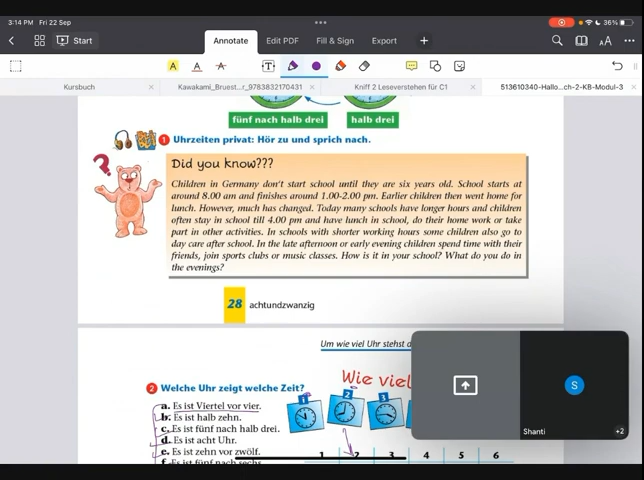 3:14 PM Fri 22 Sep
36%
Start
Annotate
Edit PDF
Fill & Sign
Export
Kursbuch
Kawakami_Bruest...r_9783832170431
Kniff 2 Leseverstehen für C1
513610340-Hallo...ch-2-KB-Modul-3
fünf nach halb drei
halb drei
1 Uhrzeiten privat: Hör zu und sprich nach.
Did you know???
Children in Germany don't start school until they are six years old. School starts at
around 8.00 am and finishes around 1.00-2.00 pm. Earlier children then went home for
lunch. However, much has changed. Today many schools have longer hours and children
often stay in school till 4.00 pm and have lunch in school, do their home work or take
part in other activities. In schools with shorter working hours some children also go to
day care after school. In the late afternoon or early evening children spend time with their
friends, join sports clubs or music classes. How is it in your school? What do you do in
the evenings?
28 achtundzwanzig
Um wie viel Uhr stehst d
Wie viel
2 Welche Uhr zeigt welche Zeit?
1 2 3
a. Es ist Viertel vor vier.
b. Es ist halb zehn.
c. Es ist fünf nach halb drei.
d. Es ist acht Uhr.
e. Es ist zehn vor zwölf.
f. Es ist fünf nach sechs
1 2 3 4 5 6
S
Shanti
+2